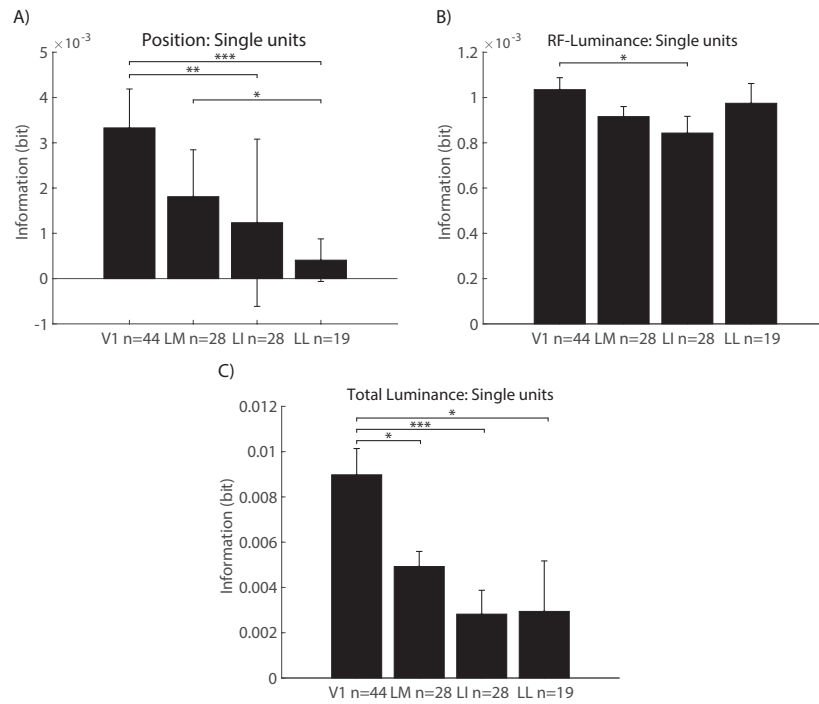 A)
×10⁻³
Position: Single units
5
4
3
2
1
0
-1
Information (bit)
***
**
*
V1 n=44 LM n=28 LI n=28 LL n=19
B)
×10⁻³
RF-Luminance: Single units
1.2
1
0.8
0.6
0.4
0.2
0
Information (bit)
*
V1 n=44 LM n=28 LI n=28 LL n=19
C)
Total Luminance: Single units
0.012
0.01
0.008
0.006
0.004
0.002
0
Information (bit)
*
***
*
V1 n=44 LM n=28 LI n=28 LL n=19